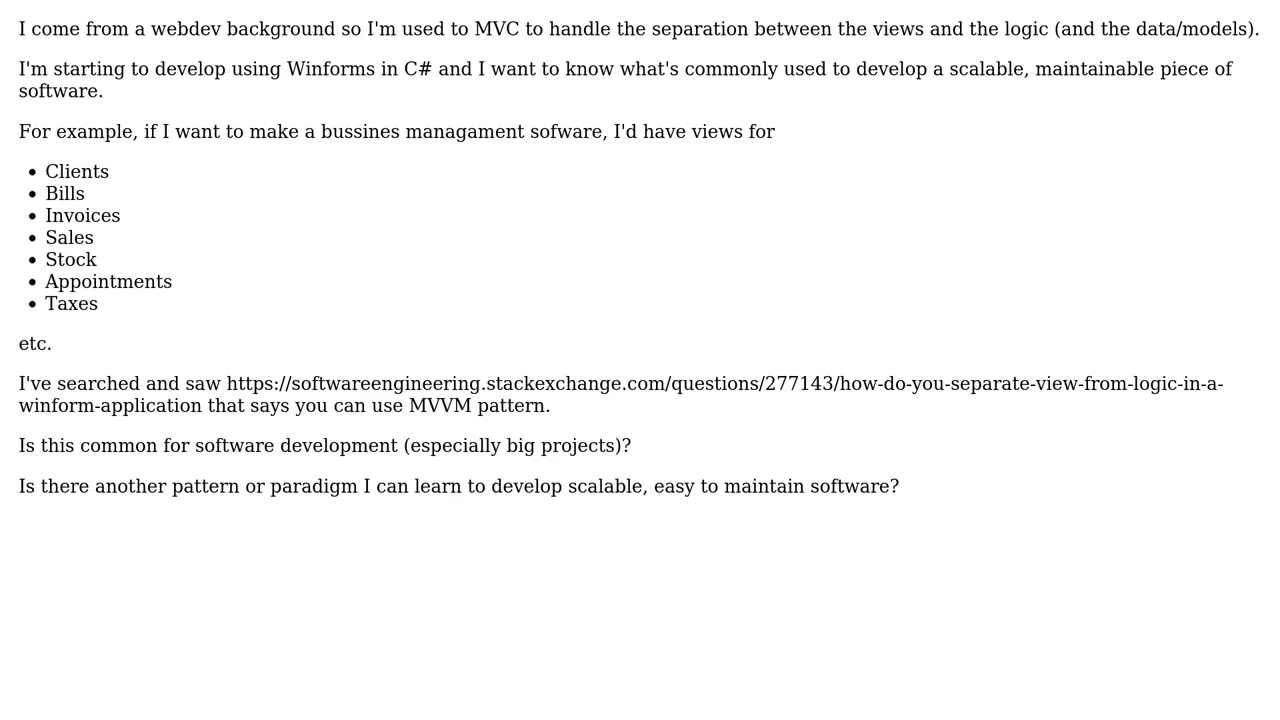 I come from a webdev background so I'm used to MVC to handle the separation between the views and the logic (and the data/models).
I'm starting to develop using Winforms in C# and I want to know what's commonly used to develop a scalable, maintainable piece of
software.
For example, if I want to make a bussines managament sofware, I'd have views for
• Clients
• Bills
• Invoices
• Sales
• Stock
• Appointments
• Taxes
etc.
I've searched and saw https://softwareengineering.stackexchange.com/questions/277143/how-do-you-separate-view-from-logic-in-a-
winform-application that says you can use MVVM pattern.
Is this common for software development (especially big projects)?
Is there another pattern or paradigm I can learn to develop scalable, easy to maintain software?